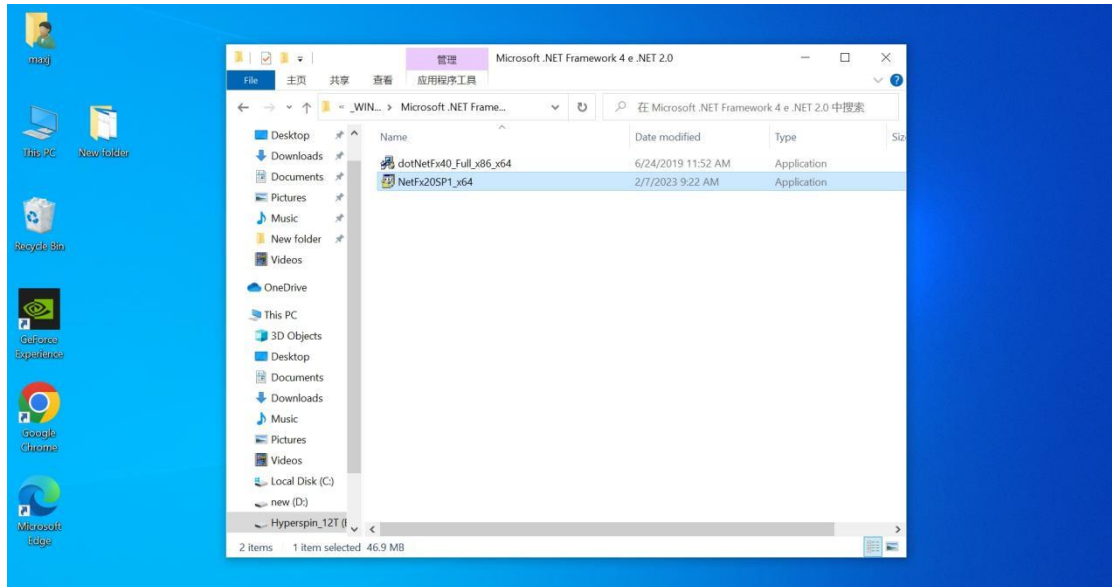 maxj
This PC
New folder
Recycle Bin
GeForce
Experience
Google
Chrome
Microsoft
Edge
管理
Microsoft .NET Framework 4 e .NET 2.0
File
主页
共享
查看
应用程序工具
« _WIN... › Microsoft .NET Frame...
在 Microsoft .NET Framework 4 e .NET 2.0 中搜索
Desktop
Downloads
Documents
Pictures
Music
New folder
Videos
OneDrive
This PC
3D Objects
Desktop
Documents
Downloads
Music
Pictures
Videos
Local Disk (C:)
new (D:)
Hyperspin_12T (
Name
Date modified
Type
Siz
dotNetFx40_Full_x86_x64
6/24/2019 11:52 AM
Application
NetFx20SP1_x64
2/7/2023 9:22 AM
Application
2 items
1 item selected 46.9 MB